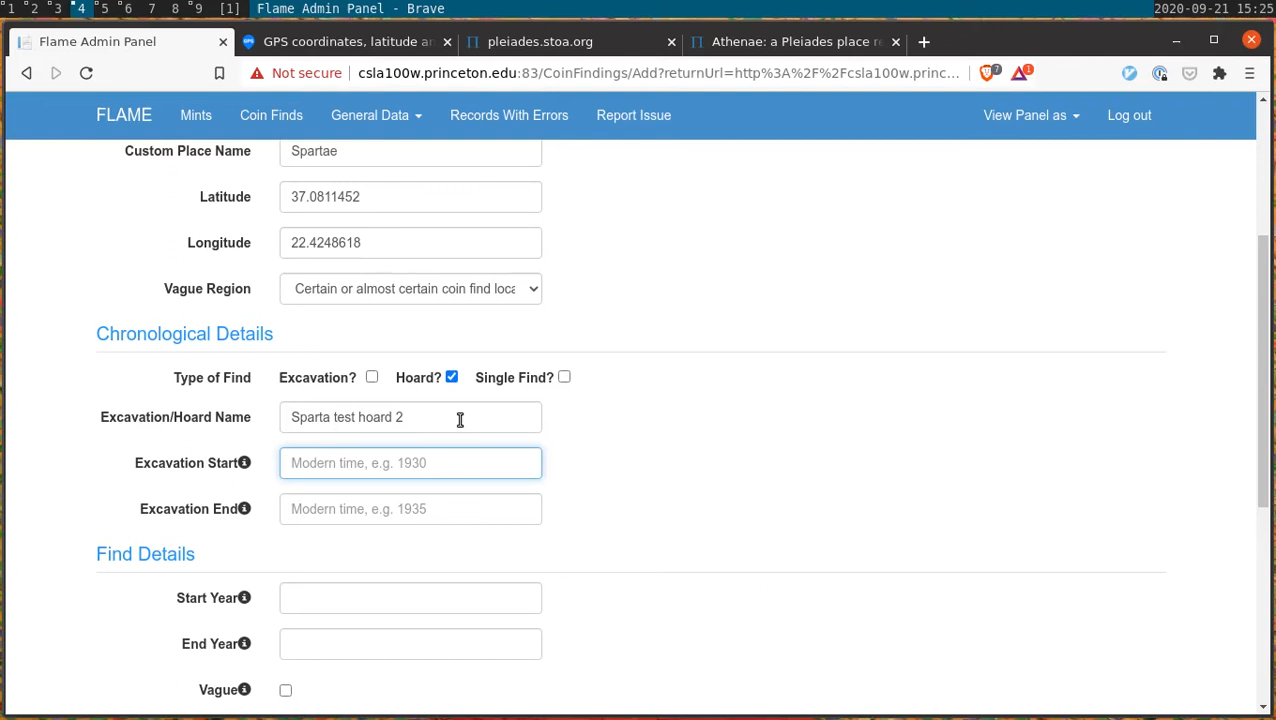 1 2 3 4 5 6 7 8 9 [1] Flame Admin Panel - Brave 2020-09-21 15:25
Flame Admin Panel GPS coordinates, latitude an pleiades.stoa.org Athenae: a Pleiades place re
Not secure csla100w.princeton.edu:83/CoinFindings/Add?returnUrl=http%3A%2F%2Fcsla100w.princ... 7 1
FLAME Mints Coin Finds General Data Records With Errors Report Issue View Panel as Log out
Custom Place Name Spartae
Latitude 37.0811452
Longitude 22.4248618
Vague Region Certain or almost certain coin find loca
Chronological Details
Type of Find Excavation? Hoard? Single Find?
Excavation/Hoard Name Sparta test hoard 2
Excavation Start Modern time, e.g. 1930
Excavation End Modern time, e.g. 1935
Find Details
Start Year
End Year
Vague